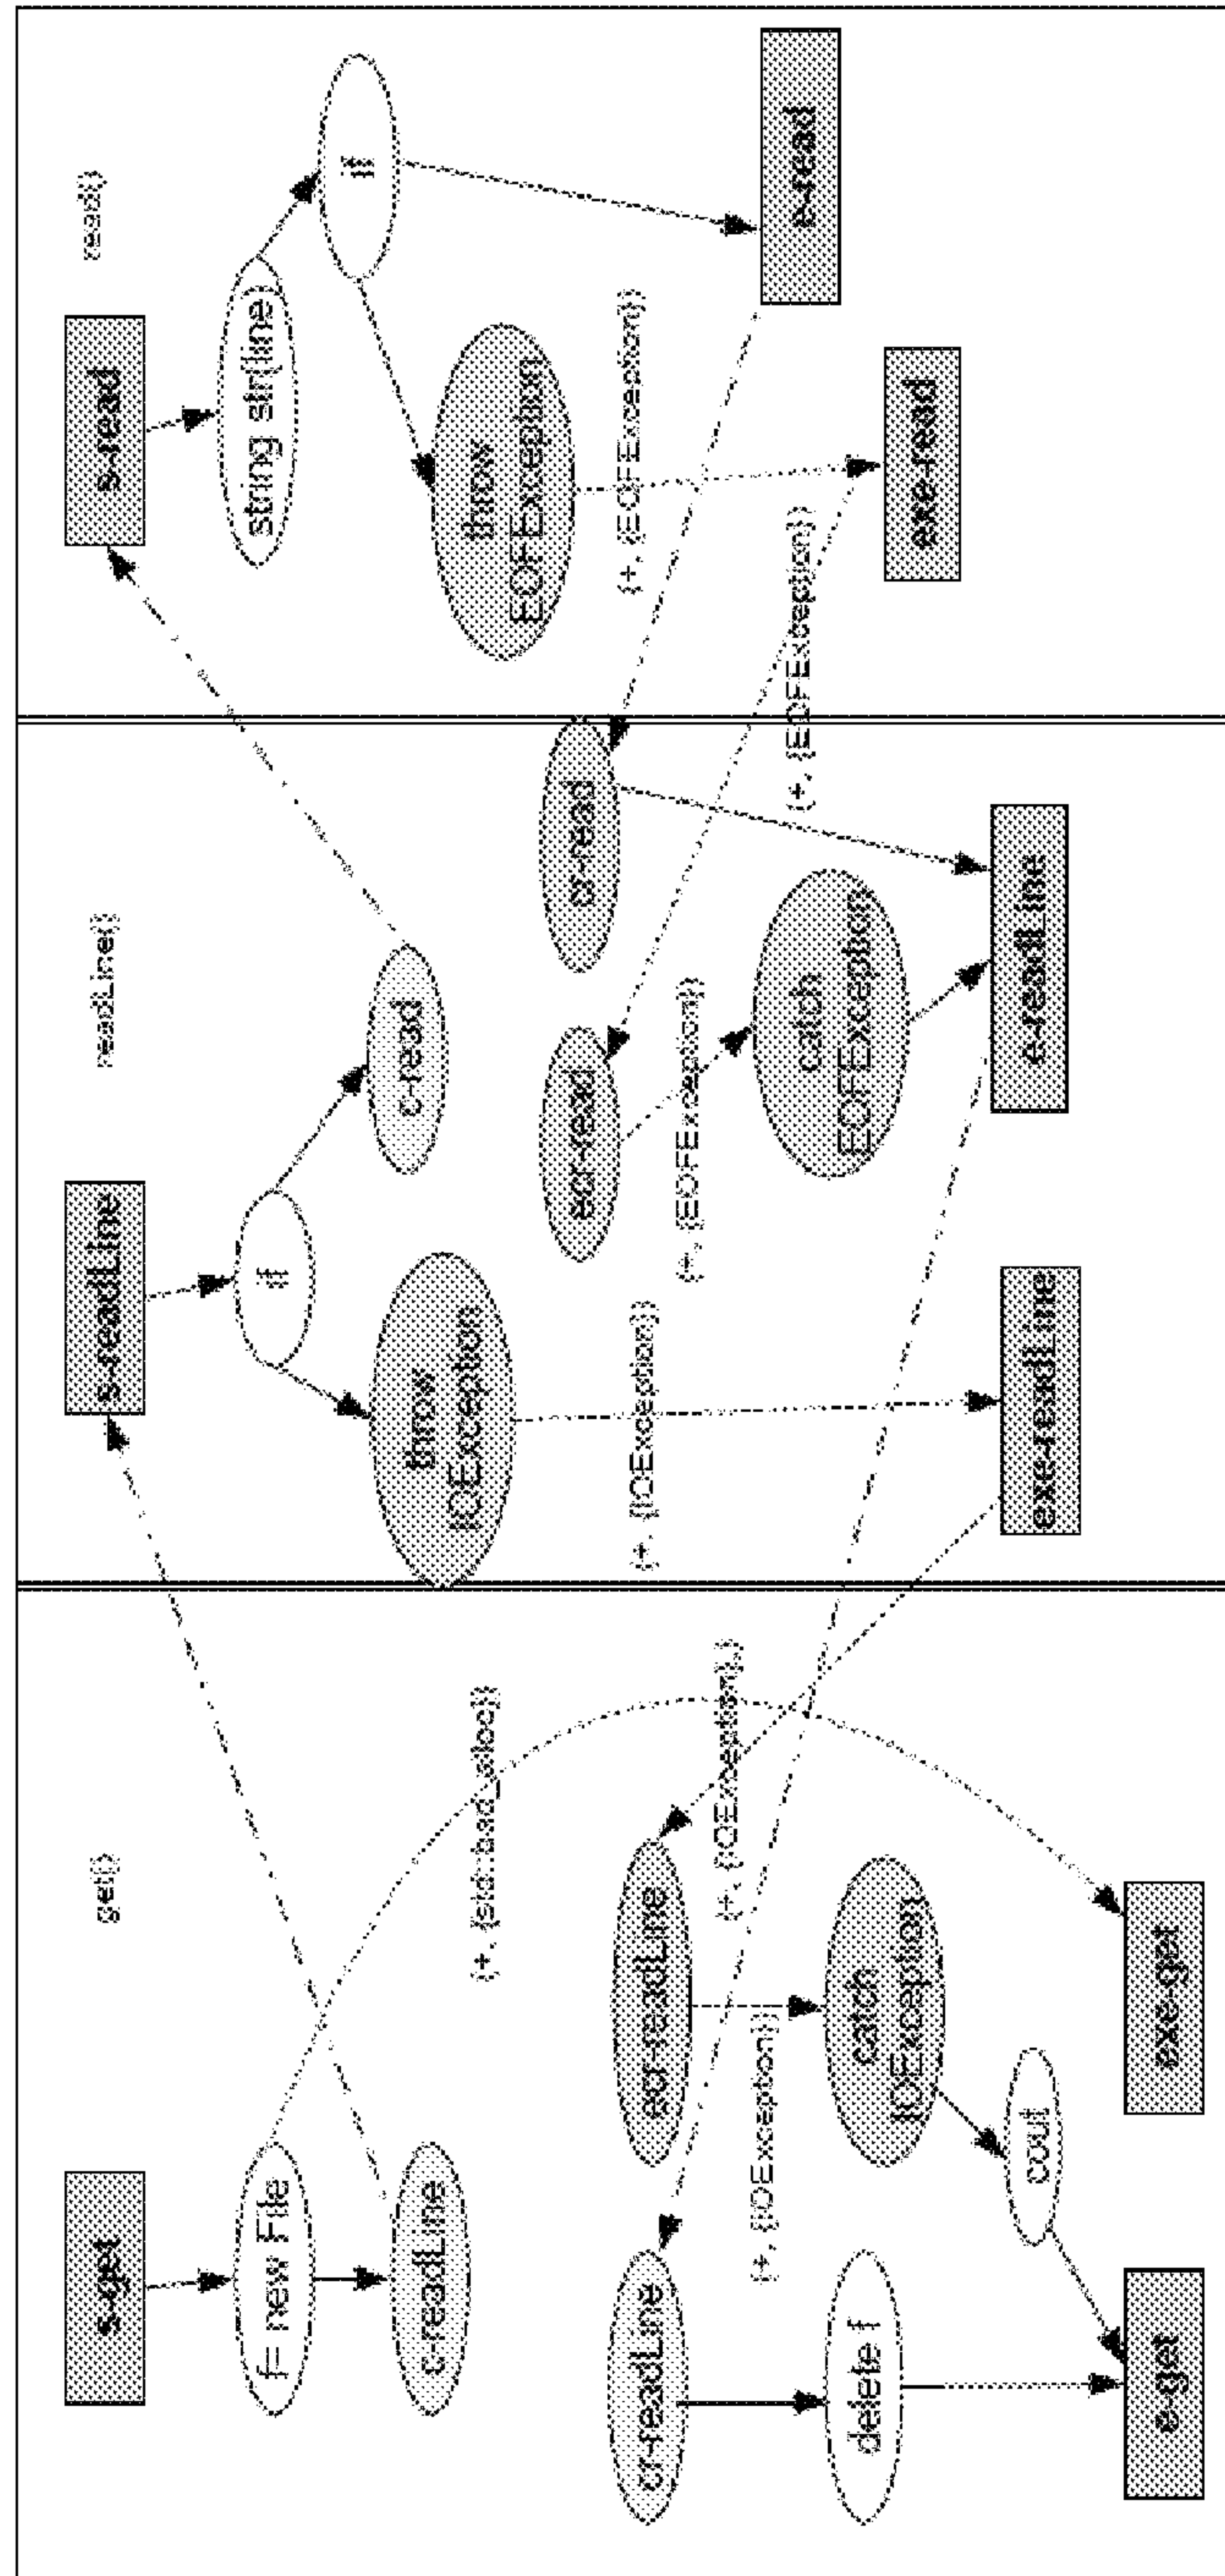 get()
s-get
f= new File
c-readLine
{+, {std::bad_alloc}}
cr-readLine
ecr-readLine
{+, {IOException}}
{+, {IOException},}
delete f
catch
IOException
cout
e-get
exe-get
readLine()
s-readLine
if
throw
IOException
c-read
ecr-read
cr-read
{+, {IOException}}
{+, {EOFException}}
catch
EOFException
exe-readLine
e-readLine
read()
s-read
string str(line)
if
throw
EOFException
{+, {EOFException}}
{+, {EOFException}}
e-read
exe-read